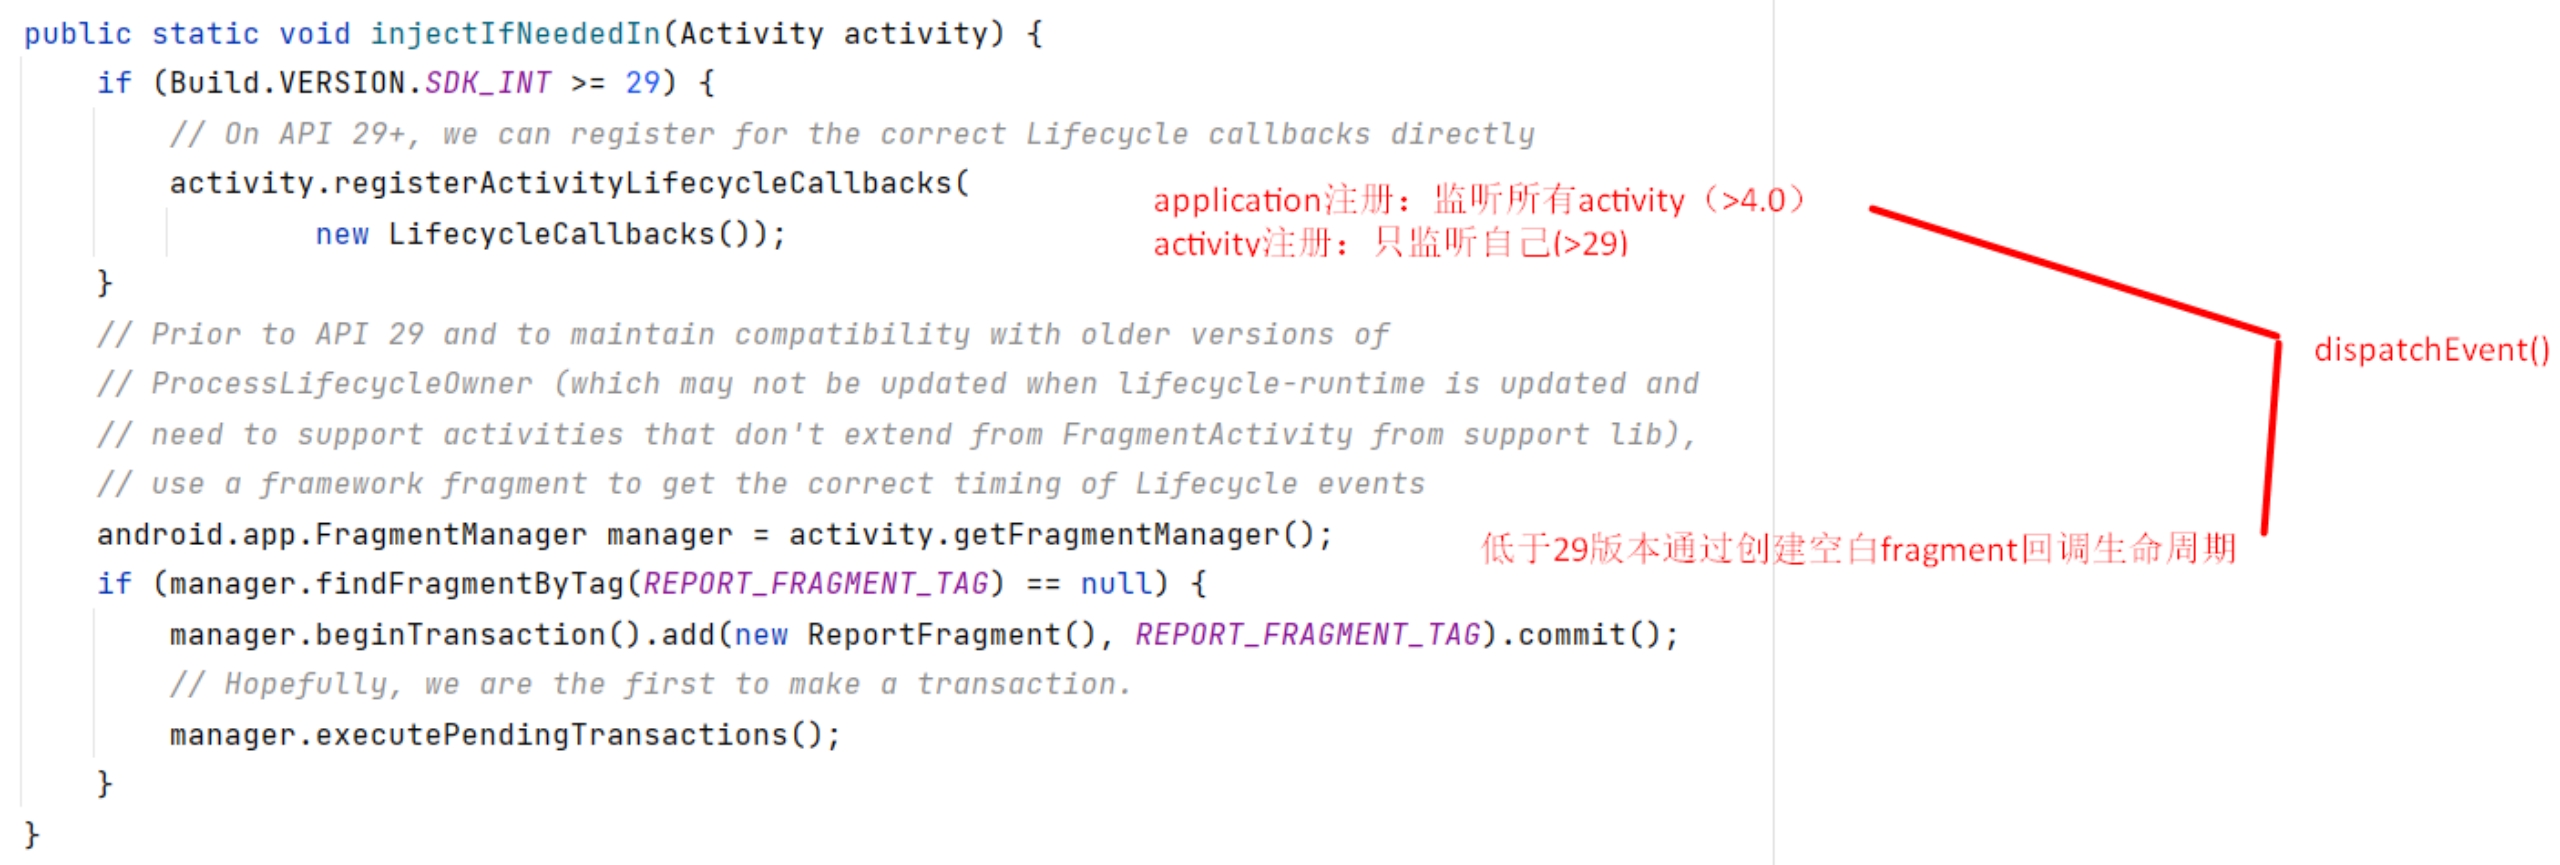 public static void injectIfNeededIn(Activity activity) {
if (Build.VERSION.SDK_INT >= 29) {
// On API 29+, we can register for the correct Lifecycle callbacks directly
activity.registerActivityLifecycleCallbacks(
application注册：监听所有activity（>4.0）
new LifecycleCallbacks());
activity注册：只监听自己(>29)
}
// Prior to API 29 and to maintain compatibility with older versions of
dispatchEvent()
// ProcessLifecycleOwner (which may not be updated when lifecycle-runtime is updated and
// need to support activities that don't extend from FragmentActivity from support lib),
// use a framework fragment to get the correct timing of Lifecycle events
android.app.FragmentManager manager = activity.getFragmentManager();
低于29版本通过创建空白fragment回调生命周期
if (manager.findFragmentByTag(REPORT_FRAGMENT_TAG) == null) {
manager.beginTransaction().add(new ReportFragment(), REPORT_FRAGMENT_TAG).commit();
// Hopefully, we are the first to make a transaction.
manager.executePendingTransactions();
}
}